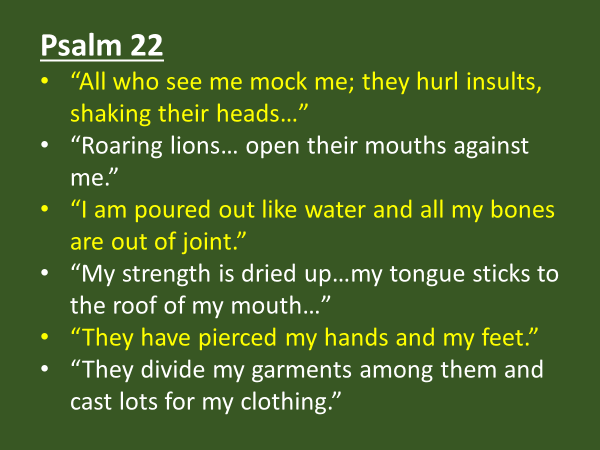 Psalm 22
• “All who see me mock me; they hurl insults,
shaking their heads…”
• “Roaring lions… open their mouths against
me.”
• “I am poured out like water and all my bones
are out of joint.”
• “My strength is dried up…my tongue sticks to
the roof of my mouth…”
• “They have pierced my hands and my feet.”
• “They divide my garments among them and
cast lots for my clothing.”